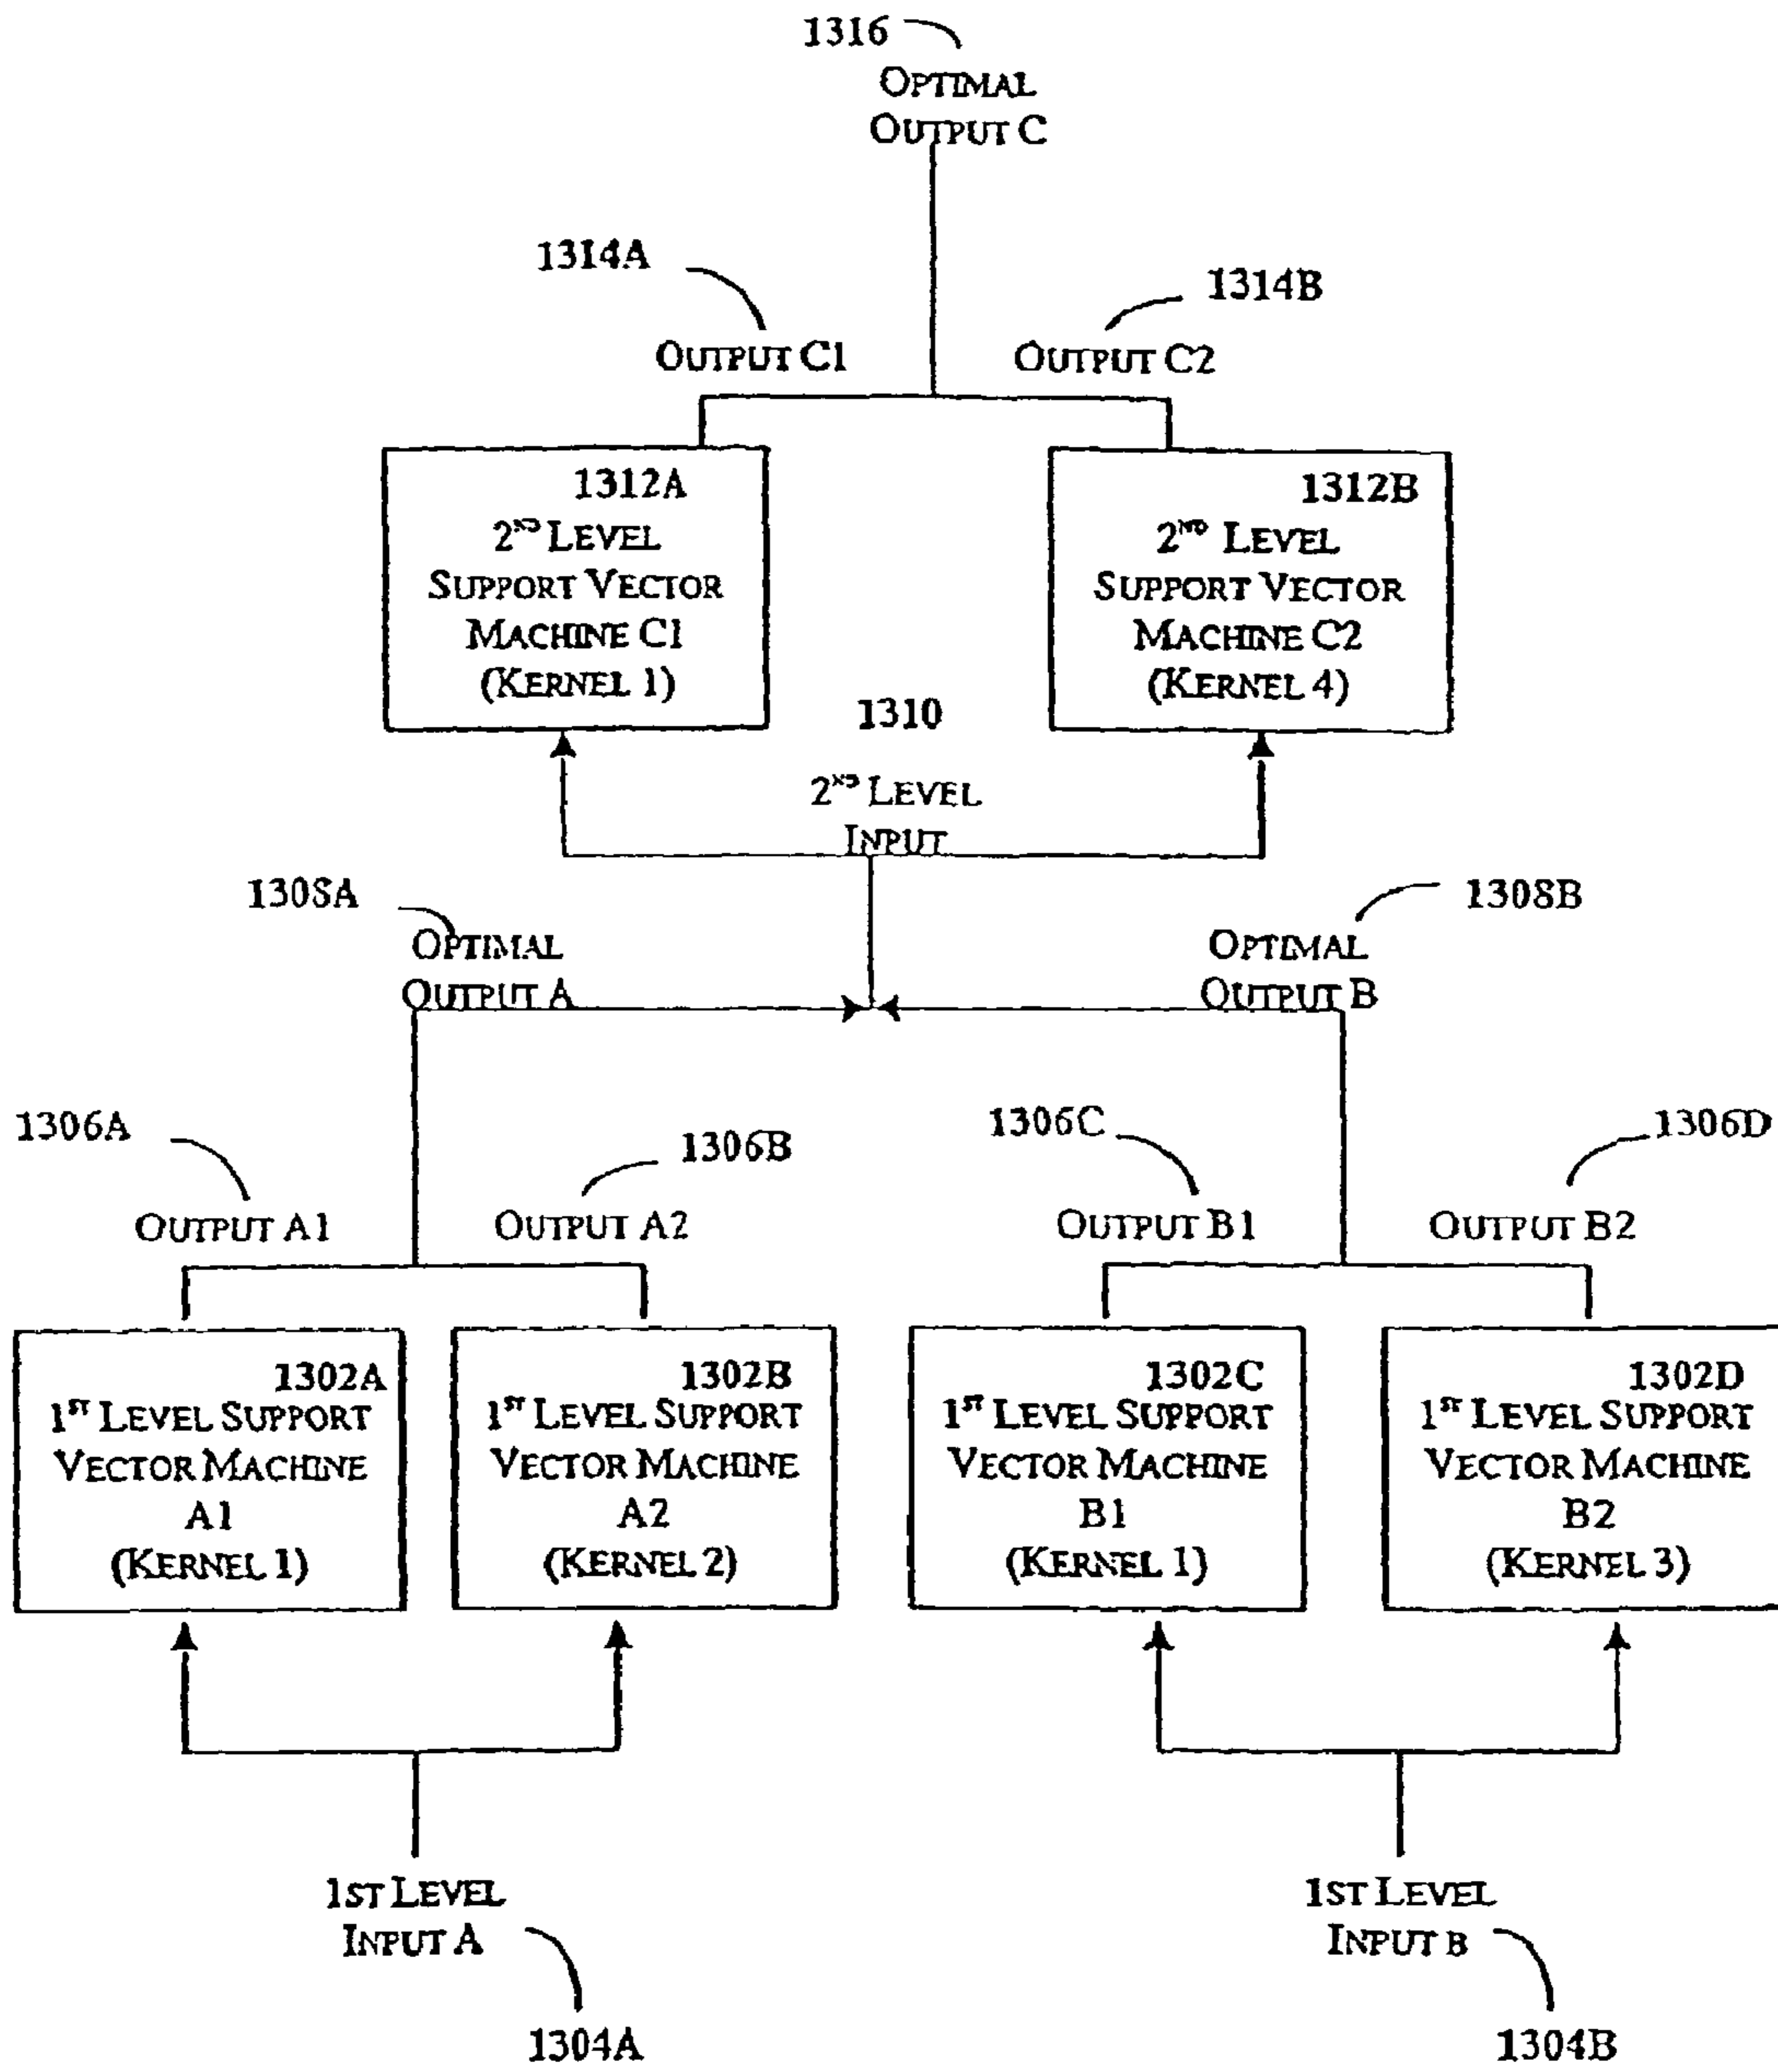 1316
OPTIMAL
OUTPUT C
1314A
1314B
OUTPUT C1
OUTPUT C2
1312A
2ND LEVEL
SUPPORT VECTOR
MACHINE C1
(KERNEL 1)
1312B
2ND LEVEL
SUPPORT VECTOR
MACHINE C2
(KERNEL 4)
1310
2ND LEVEL
INPUT
1308A
OPTIMAL
OUTPUT A
1308B
OPTIMAL
OUTPUT B
1306A
OUTPUT A1
1306B
OUTPUT A2
1306C
OUTPUT B1
1306D
OUTPUT B2
1302A
1ST LEVEL SUPPORT
VECTOR MACHINE
A1
(KERNEL 1)
1302B
1ST LEVEL SUPPORT
VECTOR MACHINE
A2
(KERNEL 2)
1302C
1ST LEVEL SUPPORT
VECTOR MACHINE
B1
(KERNEL 1)
1302D
1ST LEVEL SUPPORT
VECTOR MACHINE
B2
(KERNEL 3)
1ST LEVEL
INPUT A
1304A
1ST LEVEL
INPUT B
1304B